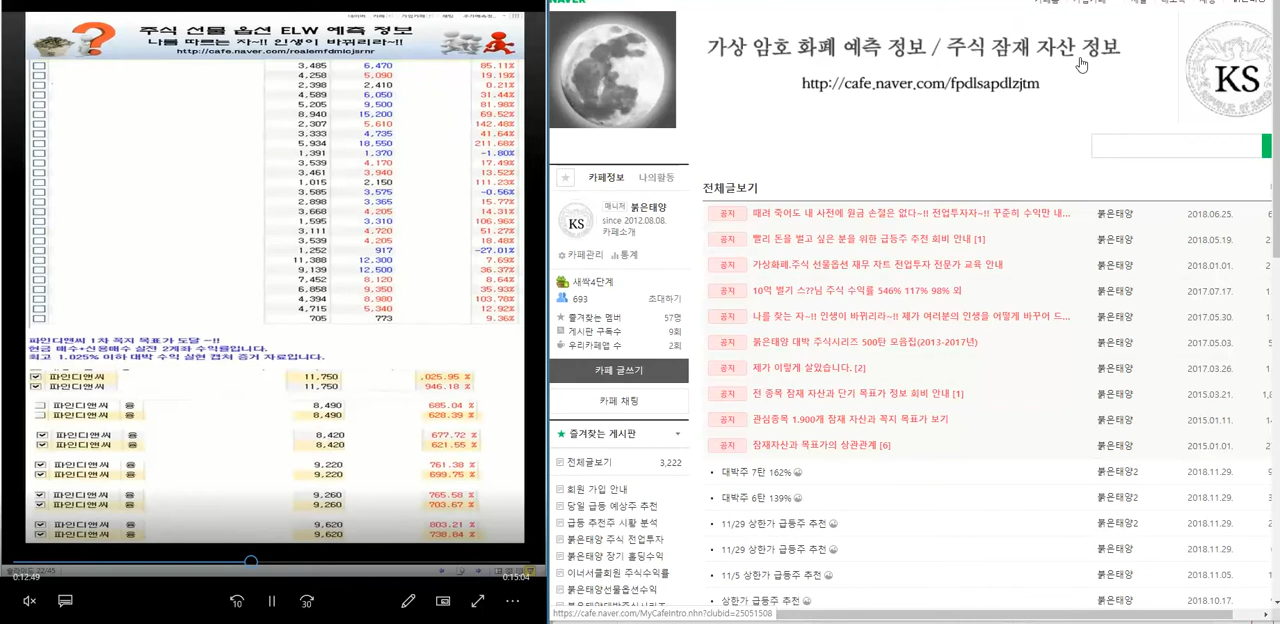 주식 선물 옵션 ELW 예측 정보
나를 따르는 자~!! 인생이 바뀌리라~!!
http://cafe.naver.com/roalemfdmlcjsrnr
3,485 6,470 85.11%
4,258 5,090 19.19%
2,398 2,410 0.21%
4,589 6,050 31.44%
5,205 9,500 81.98%
8,940 15,200 69.52%
2,307 5,610 142.48%
3,333 4,735 41.64%
5,934 18,550 211.68%
1,391 1,370 -1.80%
3,539 4,170 17.49%
3,461 3,940 13.52%
1,015 2,150 111.23%
3,585 3,575 -0.56%
2,898 3,365 15.77%
3,668 4,205 14.31%
1,595 3,310 106.96%
3,111 4,720 51.27%
3,539 4,205 18.48%
1,252 917 -27.01%
11,388 12,300 7.69%
9,139 12,500 36.37%
7,452 8,120 8.64%
6,858 9,350 35.93%
4,394 8,980 103.78%
4,715 5,340 12.92%
705 773 9.36%
파인디앤씨 1차 꼭지 목표가 도달 ~!!
현금 매수+신용매수 실전 2계좌 수익률입니다.
최고 1.025% 이하 대박 수익 실현 캡처 증거 자료입니다.
파인디앤씨 11,750 ,025.95 %
파인디앤씨 11,750 946.18 %
파인디앤씨 융 8,490 685.04 %
파인디앤씨 융 8,490 628.39 %
파인디앤씨 융 8,420 677.72 %
파인디앤씨 융 8,420 621.55 %
파인디앤씨 융 9,220 761.38 %
파인디앤씨 융 9,220 699.75 %
파인디앤씨 융 9,260 765.58 %
파인디앤씨 융 9,260 703.67 %
파인디앤씨 융 9,620 803.21 %
파인디앤씨 융 9,620 738.84 %
슬라이드 22/45
0:12:49 0:15:04
10 30
NAVER
가상 암호 화폐 예측 정보 / 주식 잠재 자산 정보
http://cafe.naver.com/fpdlsapdlzjtm
KS
카페정보 나의활동
매니저 붉은태양
since 2012.08.08.
카페소개
KS
카페관리 통계
새싹4단계
693 초대하기
즐겨찾는 멤버 57명
게시판 구독수 9회
우리카페앱 수 2회
카페 글쓰기
카페 채팅
즐겨찾는 게시판
전체글보기 3,222
회원 가입 안내
당일 급등 예상주 추천
급등 추천주 시황 분석
붉은태양 주식 전업투자
붉은태양 장기 홀딩수익
이너서클회원 주식수익률
붉은태양선물옵션수익
붉은태양대박주식시리즈
전체글보기
공지 때려 죽어도 내 사전에 원금 손절은 없다~!! 전업투자자~!! 꾸준히 수익만 내... 붉은태양 2018.06.25.
공지 빨리 돈을 벌고 싶은 분을 위한 급등주 추천 회비 안내 [1] 붉은태양 2018.05.19.
공지 가상화폐.주식 선물옵션 재무 차트 전업투자 전문가 교육 안내 붉은태양 2018.01.01.
공지 10억 벌기 스??님 주식 수익률 546% 117% 98% 외 붉은태양 2017.07.17.
공지 나를 찾는 자~!! 인생이 바뀌리라~!! 제가 여러분의 인생을 어떻게 바꾸어 드... 붉은태양 2017.05.30.
공지 붉은태양 대박 주식시리즈 500탄 모음집(2013-2017년) 붉은태양 2017.05.03.
공지 제가 이렇게 살았습니다. [2] 붉은태양 2017.03.26.
공지 전 종목 잠재 자산과 단기 목표가 정보 회비 안내 [1] 붉은태양 2015.03.21.
공지 관심종목 1.900개 잠재 자산과 꼭지 목표가 보기 붉은태양 2015.01.11.
공지 잠재자산과 목표가의 상관관계 [6] 붉은태양 2015.01.01.
대박주 7탄 162% 붉은태양2 2018.11.29.
대박주 6탄 139% 붉은태양2 2018.11.29.
11/29 상한가 급등주 추천 붉은태양2 2018.11.29.
11/29 상한가 급등주 추천 붉은태양 2018.11.29.
11/5 상한가 급등주 추천 붉은태양 2018.11.05.
상한가 급등주 추천 붉은태양 2018.10.17.
https://cafe.naver.com/MyCafeIntro.nhn?clubid=25051508